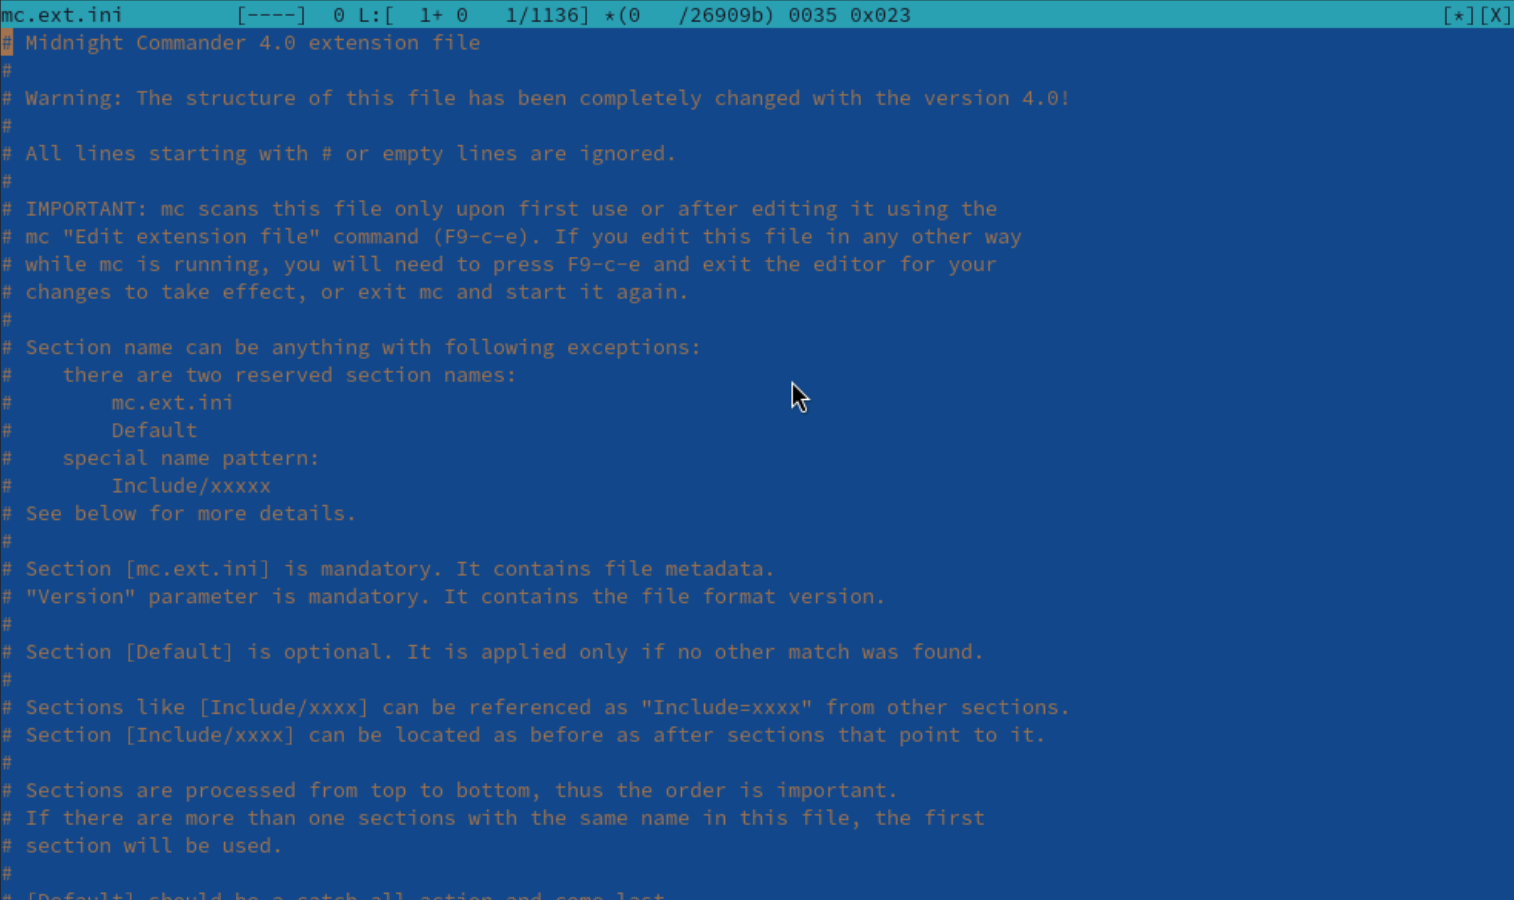 mc.ext.ini [----] 0 L:[ 1+ 0 1/1136] *(0 /26909b) 0035 0x023 [*][X]
# Midnight Commander 4.0 extension file
#
# Warning: The structure of this file has been completely changed with the version 4.0!
#
# All lines starting with # or empty lines are ignored.
#
# IMPORTANT: mc scans this file only upon first use or after editing it using the
# mc "Edit extension file" command (F9-c-e). If you edit this file in any other way
# while mc is running, you will need to press F9-c-e and exit the editor for your
# changes to take effect, or exit mc and start it again.
#
# Section name can be anything with following exceptions:
#    there are two reserved section names:
#        mc.ext.ini
#        Default
#    special name pattern:
#        Include/xxxxx
# See below for more details.
#
# Section [mc.ext.ini] is mandatory. It contains file metadata.
# "Version" parameter is mandatory. It contains the file format version.
#
# Section [Default] is optional. It is applied only if no other match was found.
#
# Sections like [Include/xxxx] can be referenced as "Include=xxxx" from other sections.
# Section [Include/xxxx] can be located as before as after sections that point to it.
#
# Sections are processed from top to bottom, thus the order is important.
# If there are more than one sections with the same name in this file, the first
# section will be used.
#
# [Default] should be a catch-all action and come last.